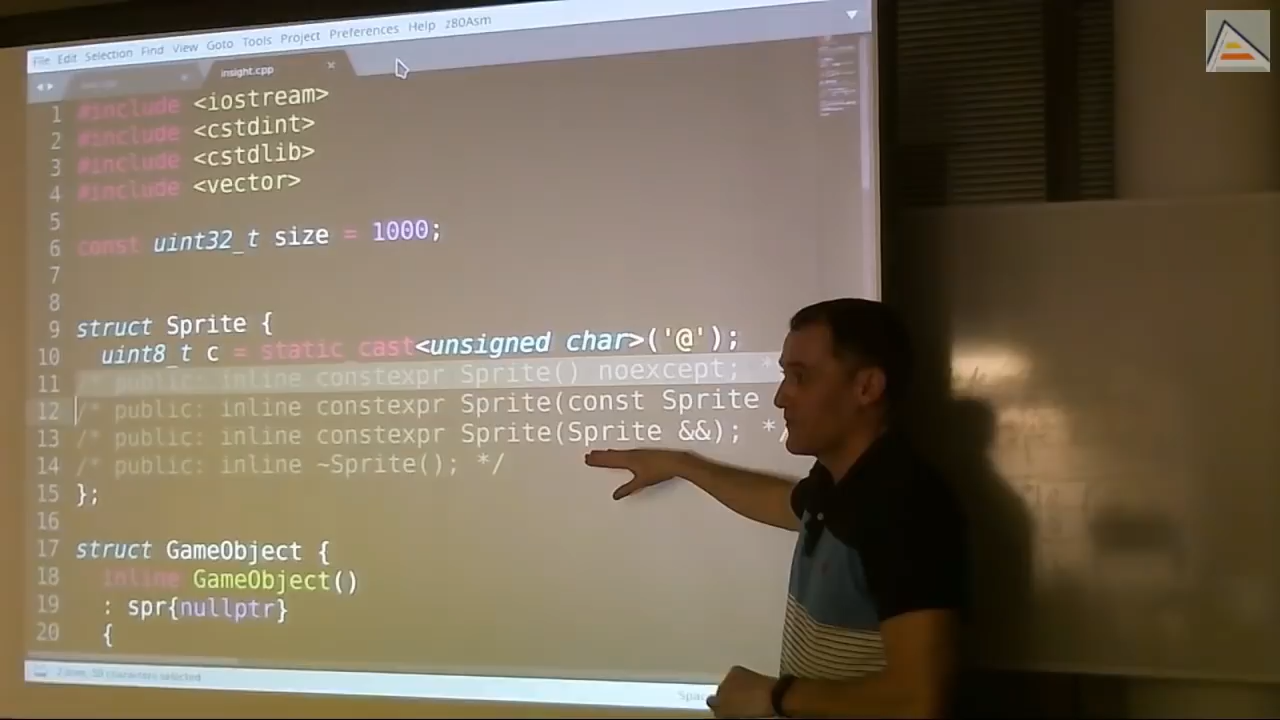 File Edit Selection Find View Goto Tools Project Preferences Help z80Asm
insight.cpp ×
1 #include <iostream>
2 #include <cstdint>
3 #include <cstdlib>
4 #include <vector>
5
6 const uint32_t size = 1000;
7
8
9 struct Sprite {
10 uint8_t c = static_cast<unsigned char>('@');
11 /* public: inline constexpr Sprite() noexcept; *
12 /* public: inline constexpr Sprite(const Sprite
13 /* public: inline constexpr Sprite(Sprite &&); */
14 /* public: inline ~Sprite(); */
15 };
16
17 struct GameObject {
18 inline GameObject()
19 : spr{nullptr}
20 {
characters selected